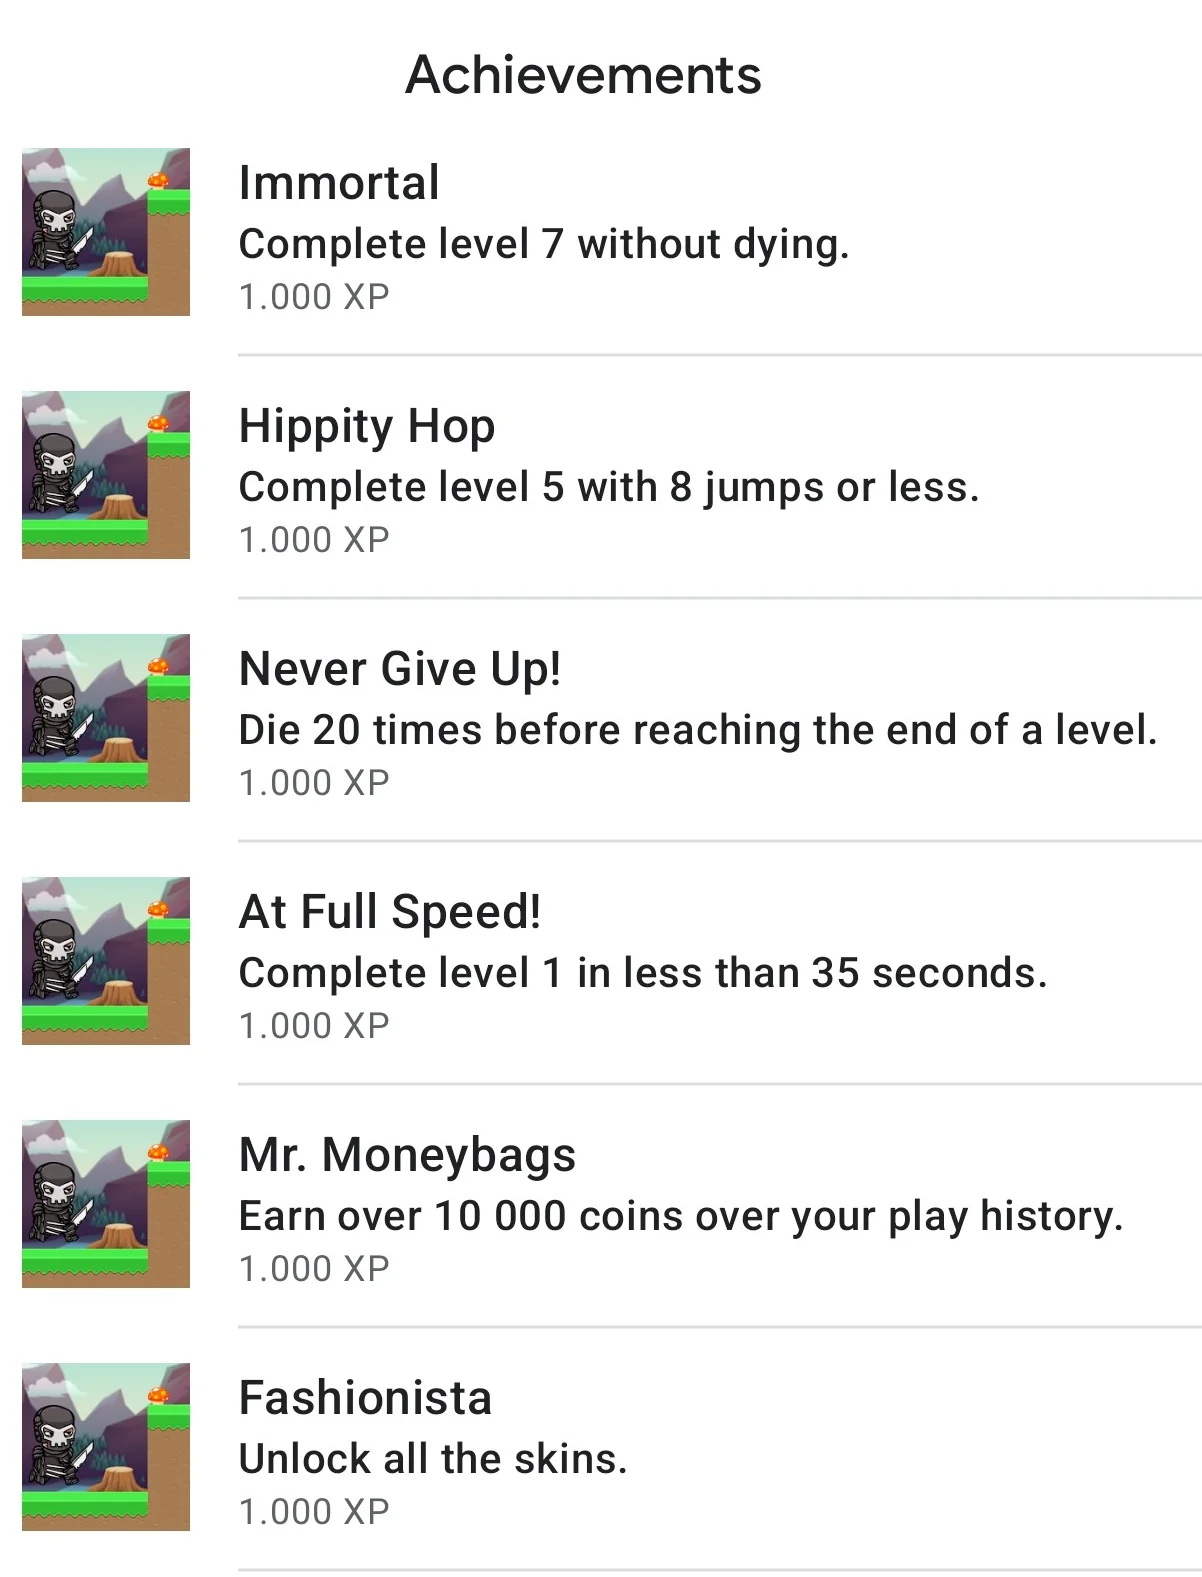 Achievements
Immortal
Complete level 7 without dying.
1.000 XP
Hippity Hop
Complete level 5 with 8 jumps or less.
1.000 XP
Never Give Up!
Die 20 times before reaching the end of a level.
1.000 XP
At Full Speed!
Complete level 1 in less than 35 seconds.
1.000 XP
Mr. Moneybags
Earn over 10 000 coins over your play history.
1.000 XP
Fashionista
Unlock all the skins.
1.000 XP